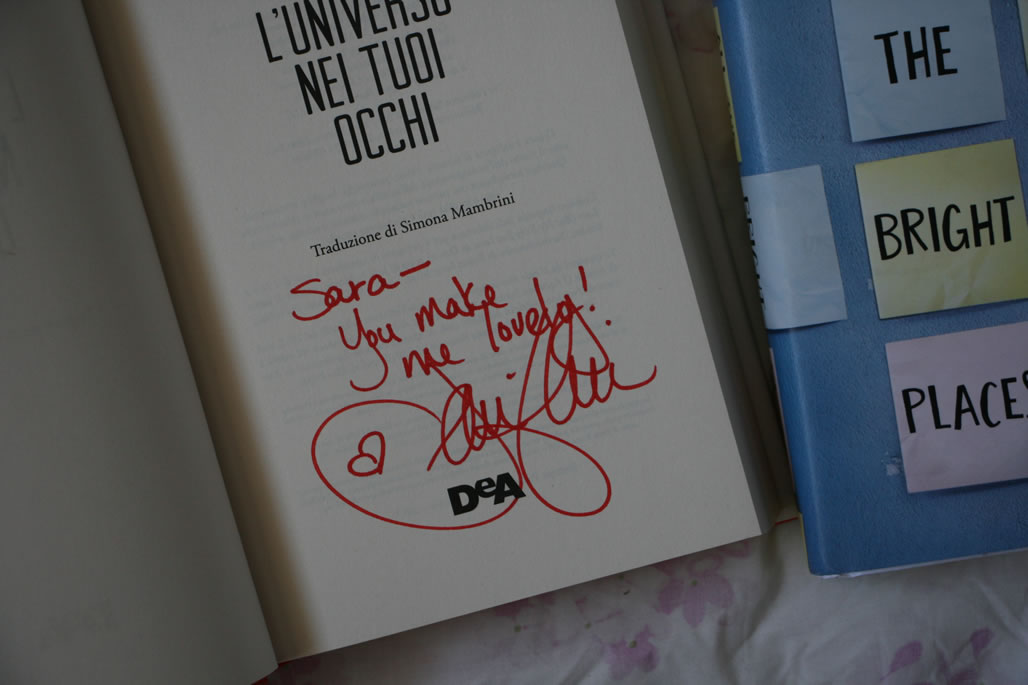 L'UNIVERSO
NEI TUOI
OCCHI
Traduzione di Simona Mambrini
Sara—
You make
me lovely!
DeA
THE
BRIGHT
PLACES